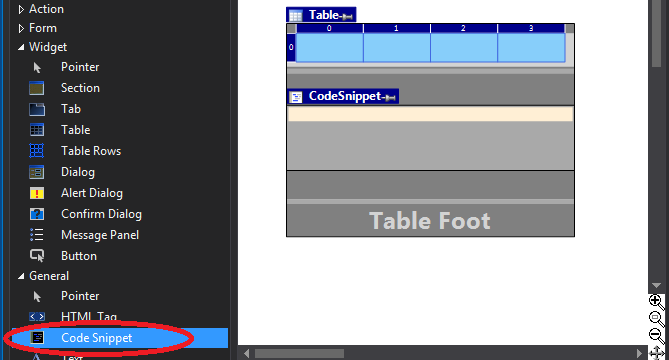 Action
Form
Widget
Pointer
Section
Tab
Table
Table Rows
Dialog
Alert Dialog
Confirm Dialog
Message Panel
Button
General
Pointer
HTML Tag
Code Snippet
Text
Table
0 1 2 3
0
CodeSnippet
Table Foot